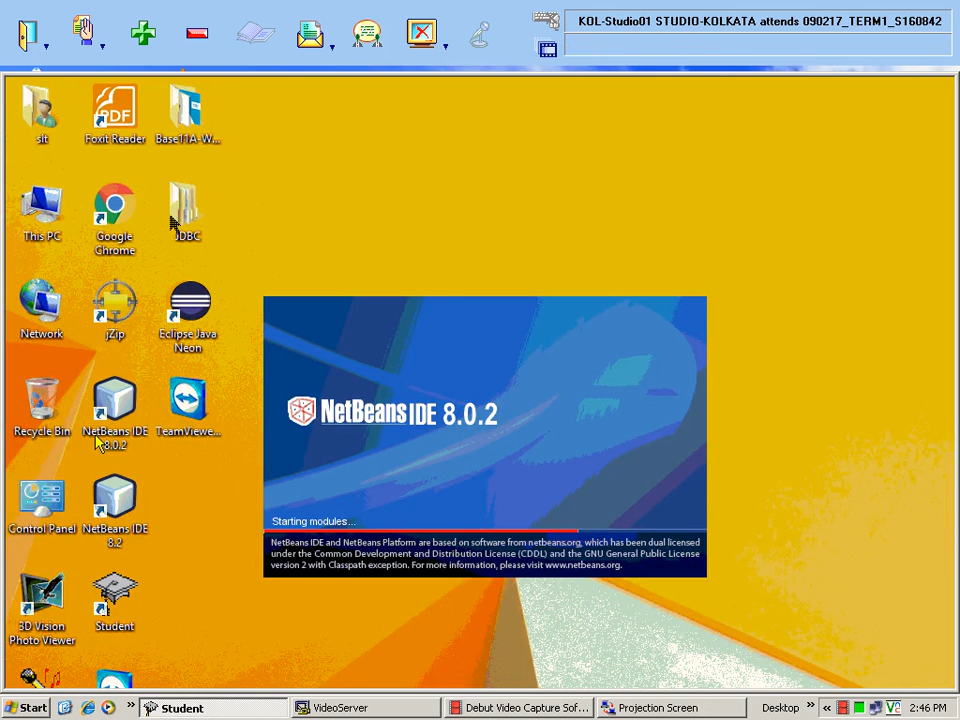 KOL-Studio01 STUDIO-KOLKATA attends 090217_TERM1_S160842
slt
Foxit Reader
Base11A-W...
This PC
Google
Chrome
JDBC
Network
jZip
Eclipse Java
Neon
Recycle Bin
NetBeans IDE
8.0.2
TeamViewe...
Control Panel
NetBeans IDE
8.2
3D Vision
Photo Viewer
Student
PDF
NetBeans IDE 8.0.2
Starting modules...
NetBeans IDE and NetBeans Platform are based on software from netbeans.org, which has been dual licensed
under the Common Development and Distribution License (CDDL) and the GNU General Public License
version 2 with Classpath exception. For more information, please visit www.netbeans.org.
Start
Student
VideoServer
Debut Video Capture Sof...
Projection Screen
Desktop
2:46 PM